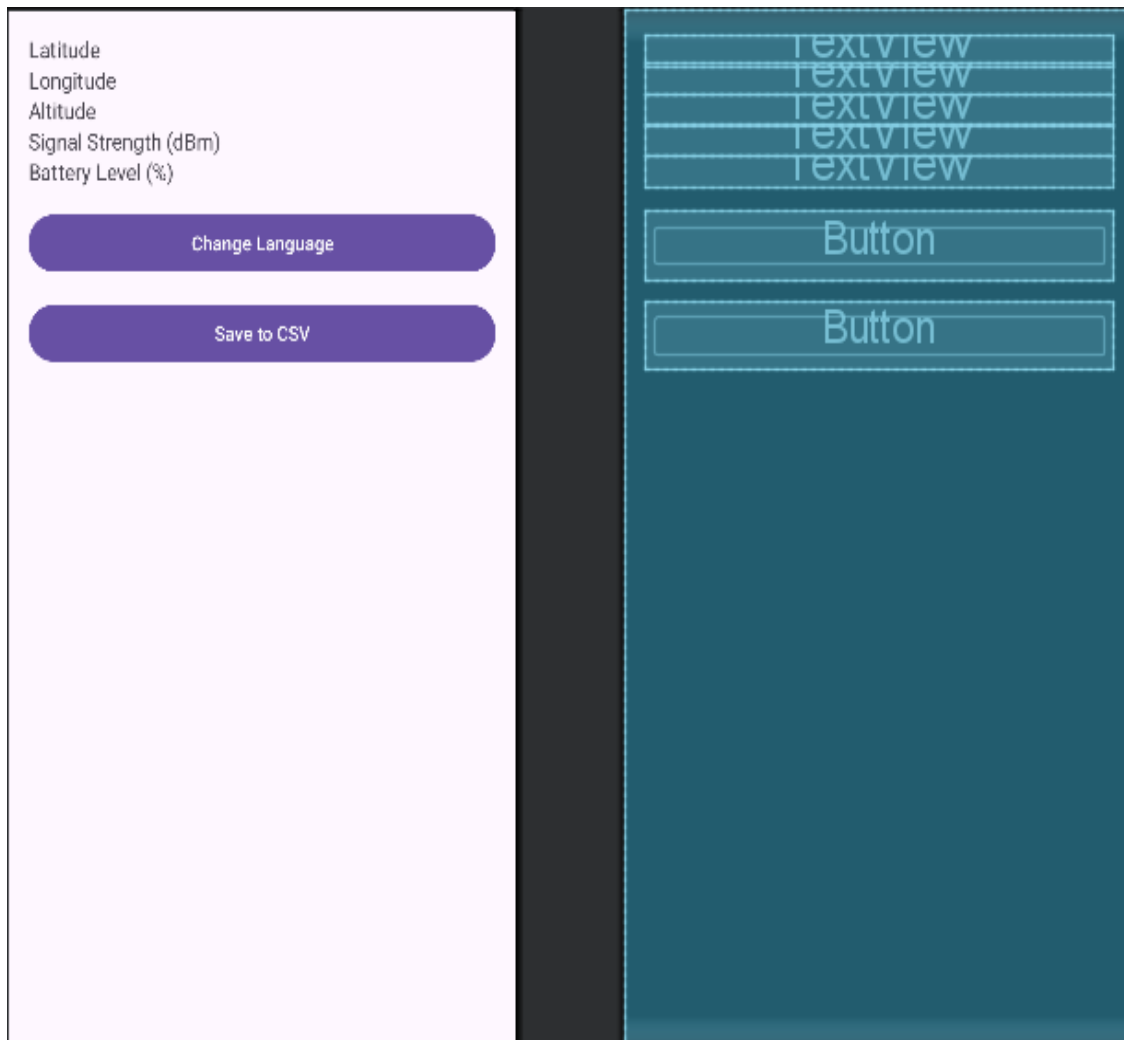 Latitude
Longitude
Altitude
Signal Strength (dBm)
Battery Level (%)
Change Language
Save to CSV
TextView
TextView
TextView
TextView
TextView
Button
Button